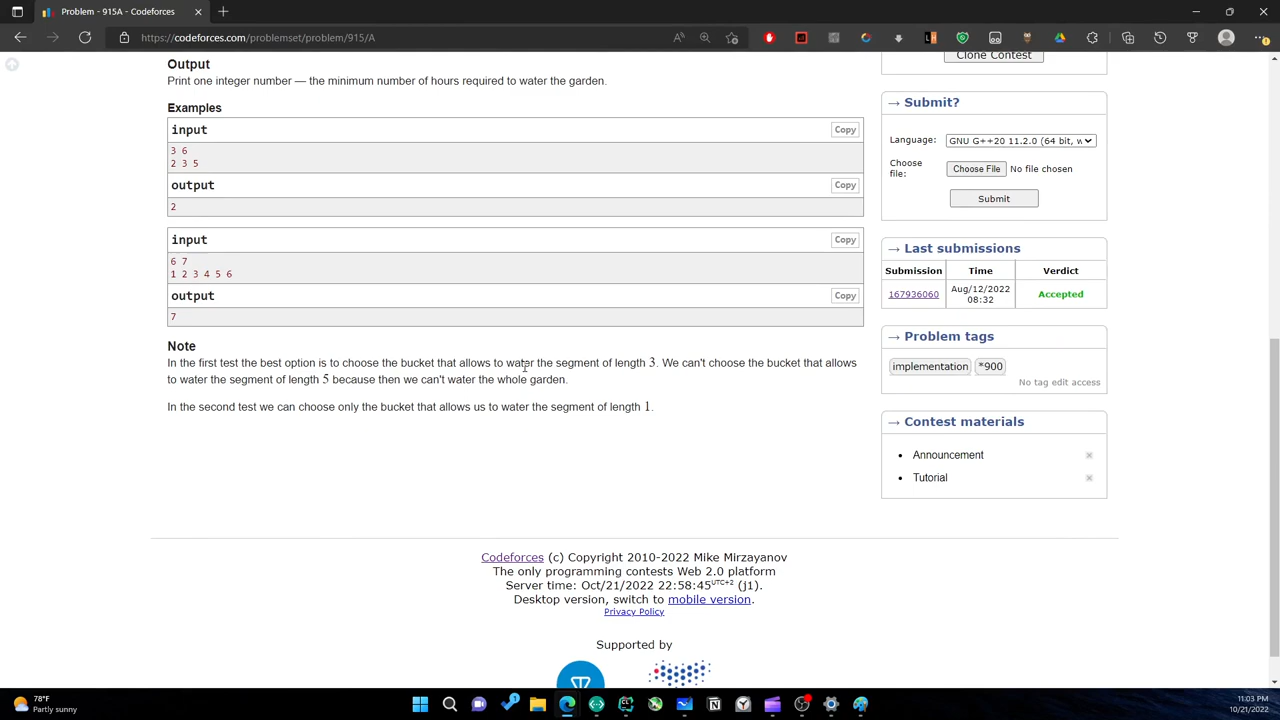 Problem - 915A - Codeforces
https://codeforces.com/problemset/problem/915/A
Output
Print one integer number — the minimum number of hours required to water the garden.
Examples
input
Copy
3 6
2 3 5
output
Copy
2
input
Copy
6 7
1 2 3 4 5 6
output
Copy
7
Note
In the first test the best option is to choose the bucket that allows to water the segment of length 3. We can't choose the bucket that allows
to water the segment of length 5 because then we can't water the whole garden.
In the second test we can choose only the bucket that allows us to water the segment of length 1.
Clone Contest
→ Submit?
Language:
GNU G++20 11.2.0 (64 bit, w
Choose
file:
Choose File No file chosen
Submit
→ Last submissions
Submission Time Verdict
167936060 Aug/12/2022 Accepted
08:32
→ Problem tags
implementation *900
No tag edit access
→ Contest materials
Announcement
Tutorial
Codeforces (c) Copyright 2010-2022 Mike Mirzayanov
The only programming contests Web 2.0 platform
Server time: Oct/21/2022 22:58:45UTC+2 (j1).
Desktop version, switch to mobile version.
Privacy Policy
Supported by
78°F
Partly sunny
11:03 PM
10/21/2022